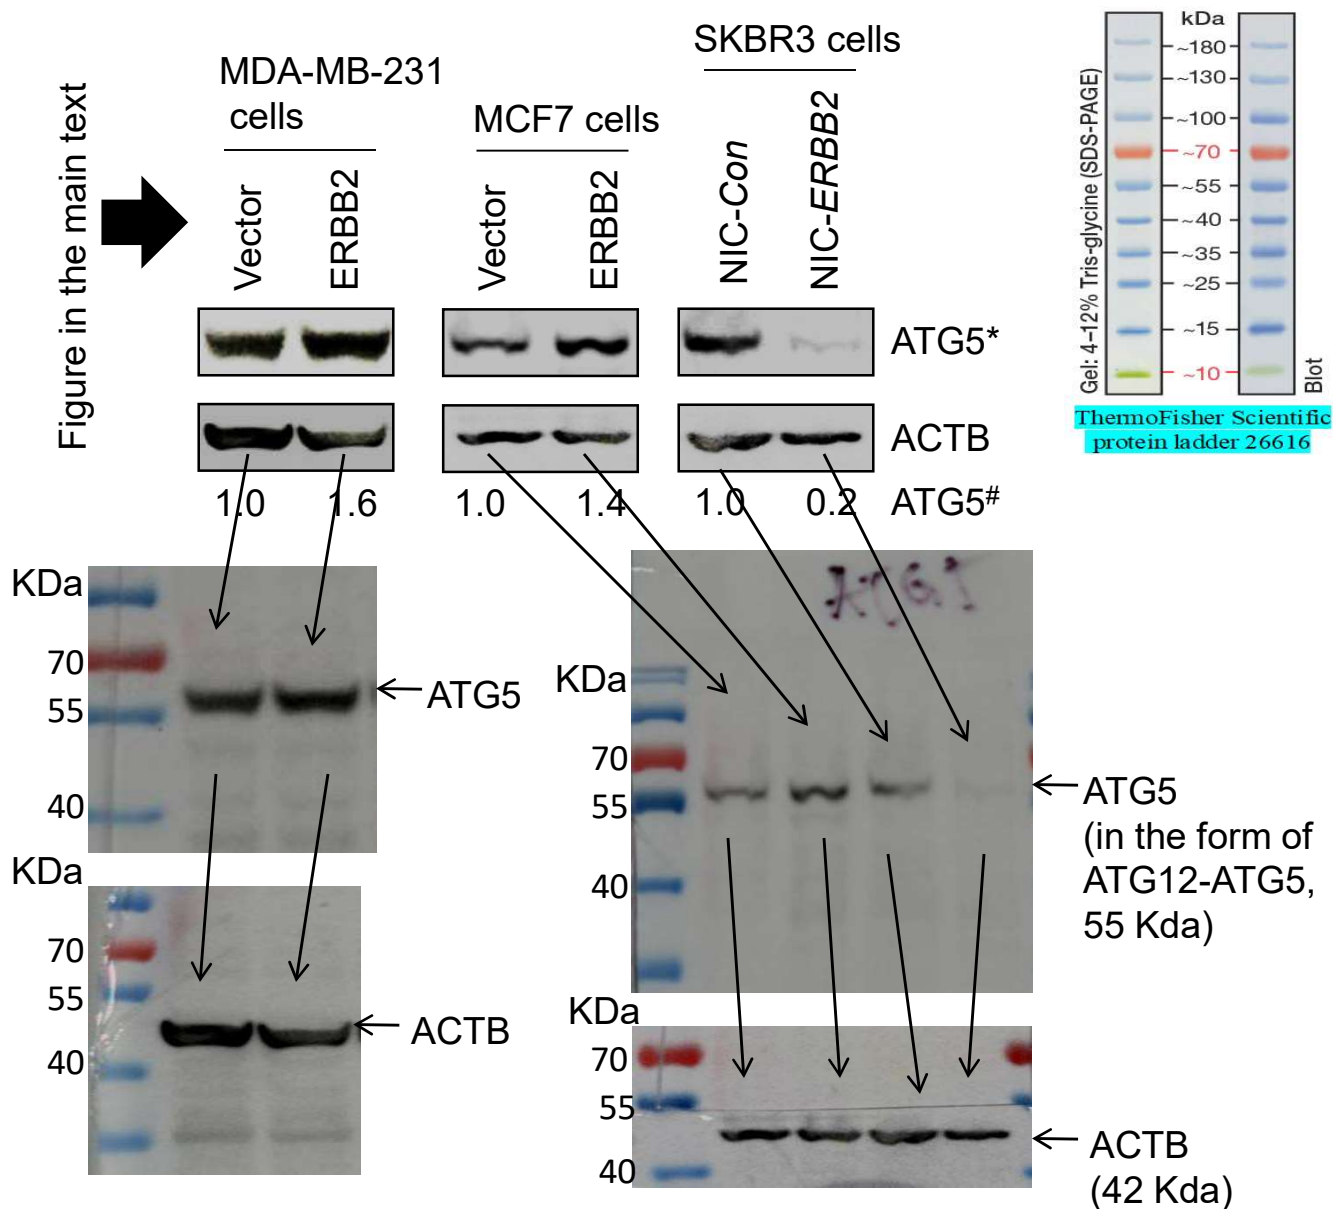 Figure in the main text
MDA-MB-231
cells
MCF7 cells
SKBR3 cells
Vector
ERBB2
Vector
ERBB2
NIC-Con
NIC-ERBB2
ATG5*
ACTB
1.0
1.6
1.0
1.4
1.0
0.2
ATG5#
Gel: 4–12% Tris-glycine (SDS-PAGE)
kDa
~180
~130
~100
~70
~55
~40
~35
~25
~15
~10
Blot
ThermoFisher Scientific
protein ladder 26616
KDa
70
55
40
ATG5
KDa
70
55
40
ACTB
KDa
70
55
40
ATG5
(in the form of
ATG12-ATG5,
55 Kda)
KDa
70
55
40
ACTB
(42 Kda)